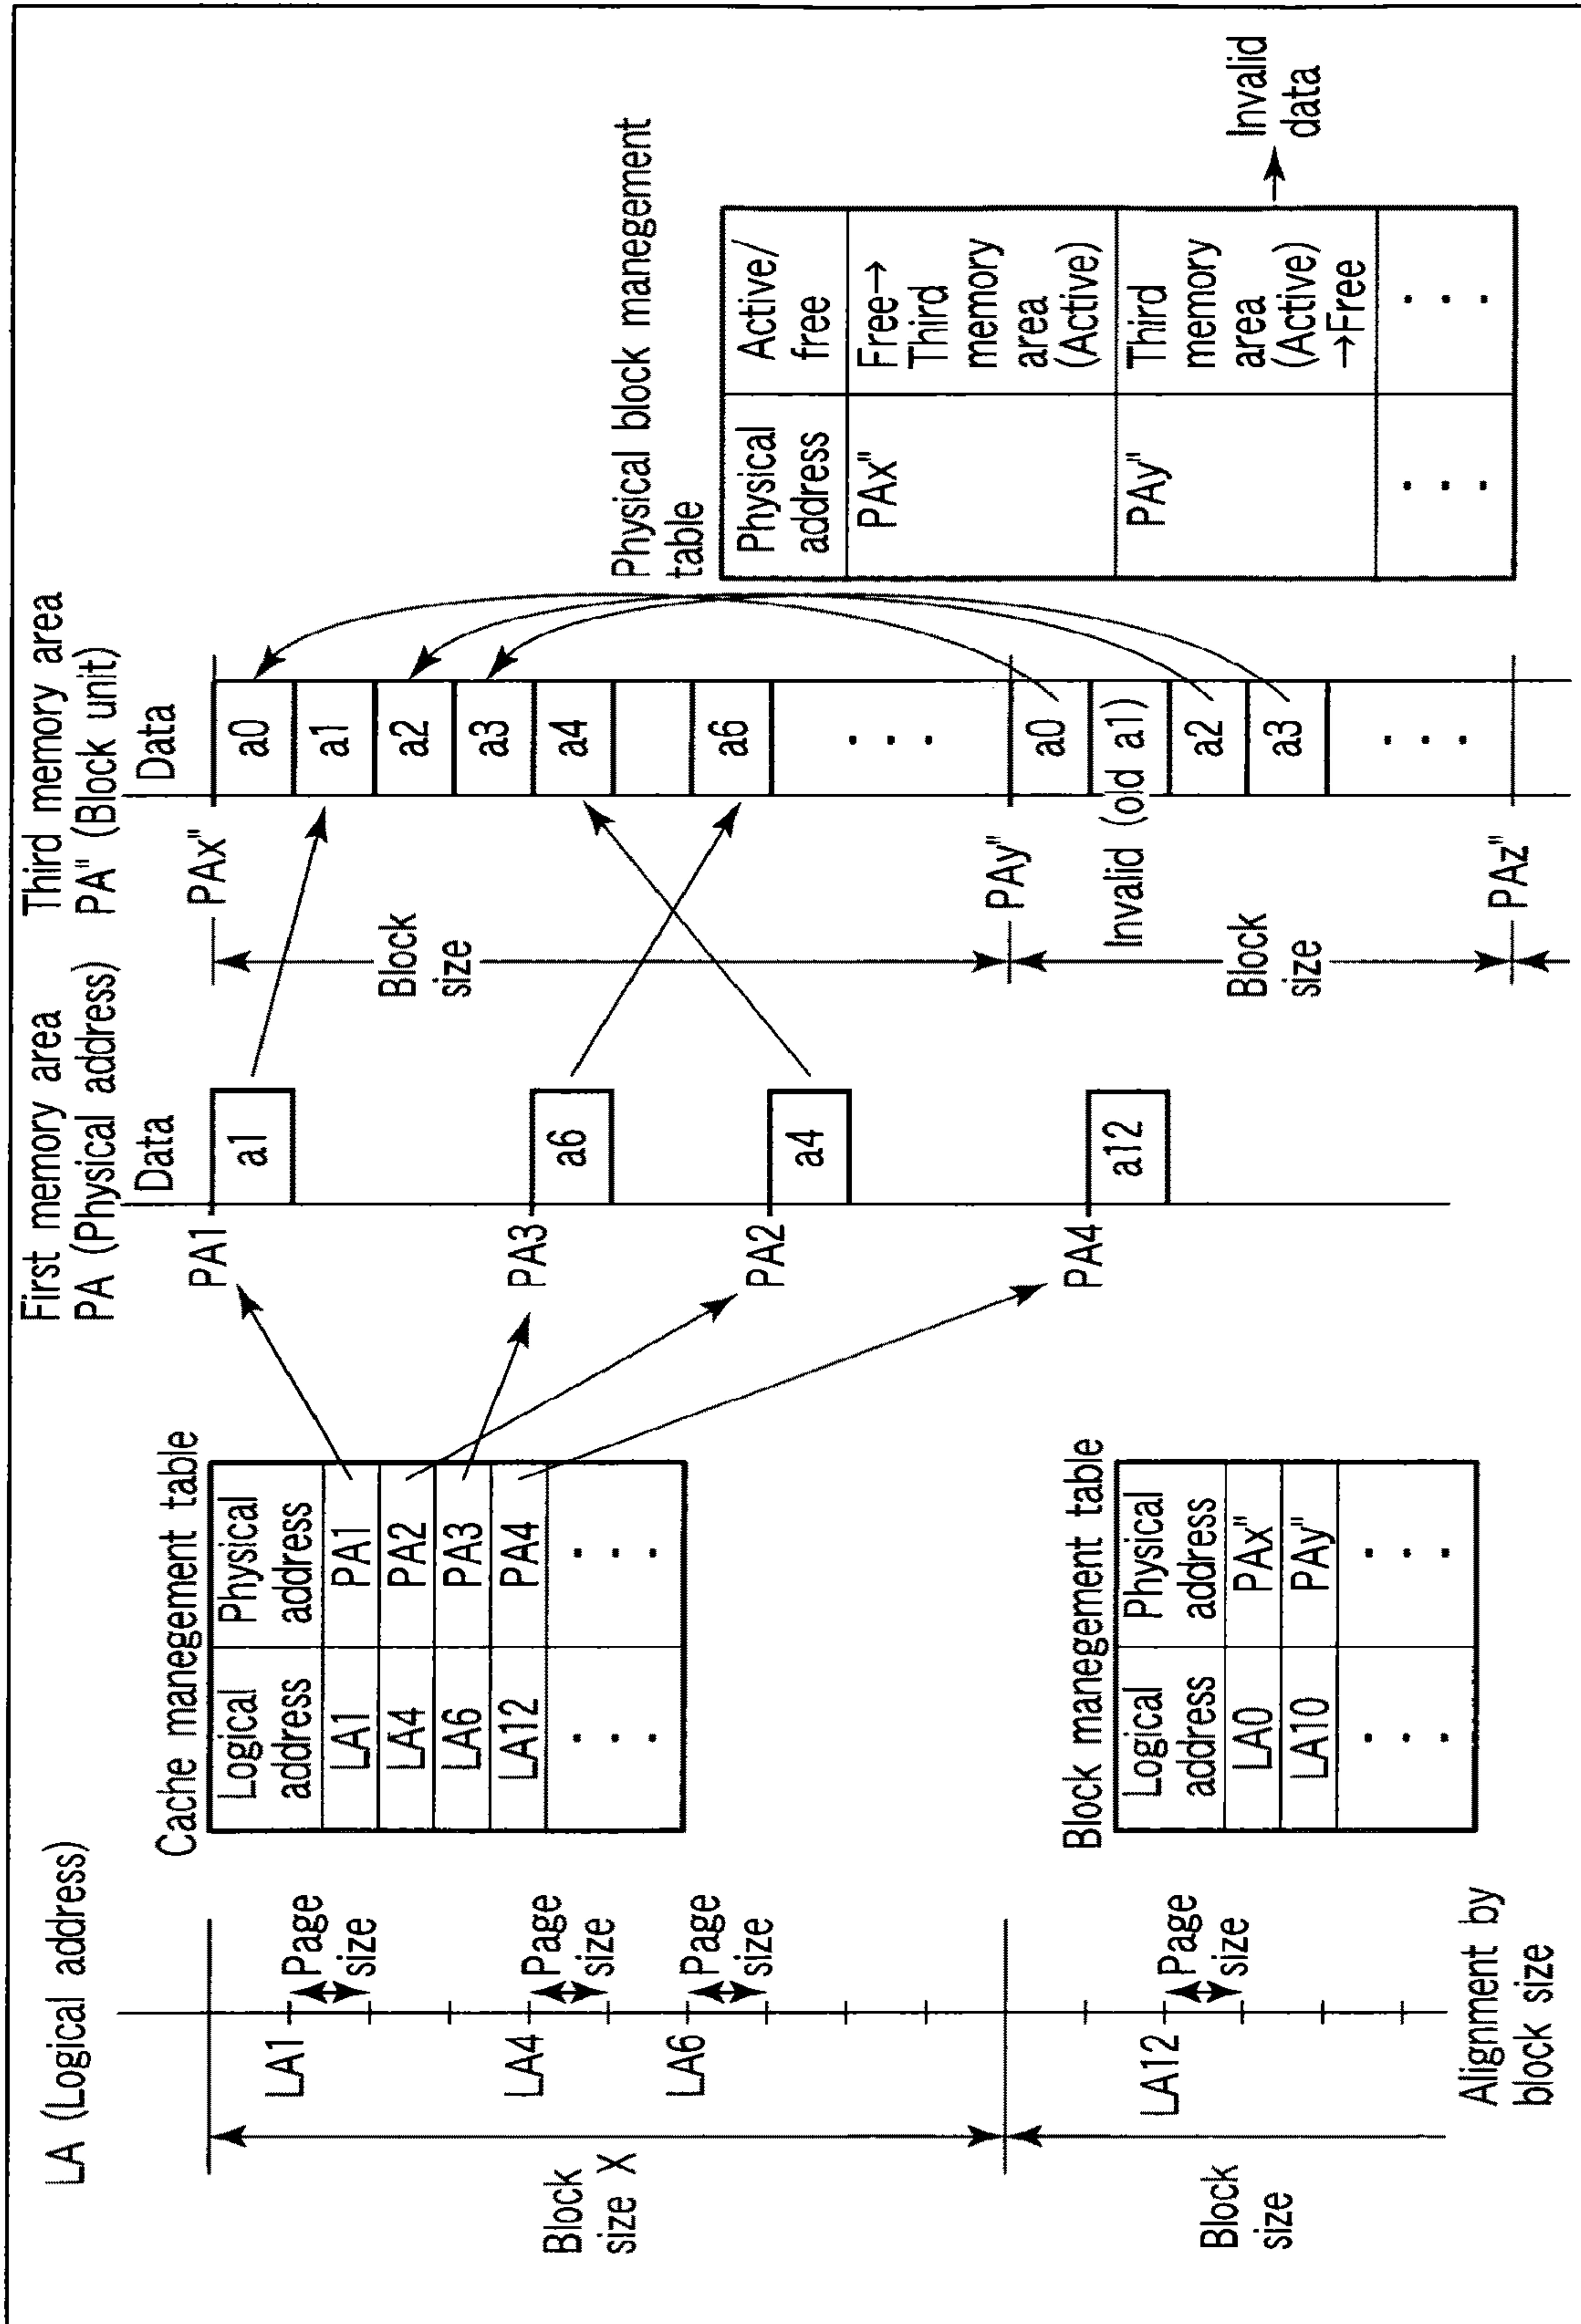 LA (Logical address)
Block
size X
Block
size
LA1
LA4
LA6
LA12
Page
size
Page
size
Page
size
Page
size
Alignment by
block size
Cache manegement table
Logical
address
Physical
address
LA1
PA1
LA4
PA2
LA6
PA3
LA12
PA4
Block manegement table
Logical
address
Physical
address
LA0
PAx"
LA10
PAy"
First memory area
PA (Physical address)
Data
PA1
a1
PA3
a6
PA2
a4
PA4
a12
Third memory area
PA" (Block unit)
Data
PAx"
Block
size
PAy"
Invalid (old a1)
Block
size
PAz"
a0
a1
a2
a3
a4
a6
a0
a2
a3
Physical block manegement
table
Physical
address
Active/
free
PAx"
Free→
Third
memory
area
(Active)
PAy"
Third
memory
area
(Active)
→Free
Invalid
data